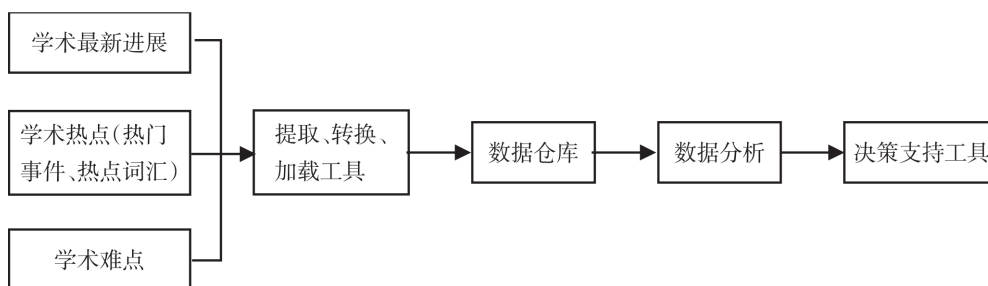 学术最新进展
学术热点(热门
事件、热点词汇)
学术难点
提取、转换、
加载工具
数据仓库
数据分析
决策支持工具